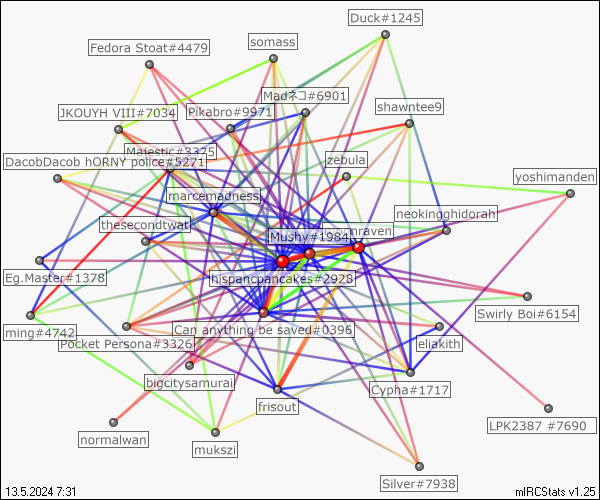 Duck#1245
somass
Fedora Stoat#4479
Madネコ#6901
shawntee9
JKOUYH VIII#7034
Pikabro#9971
Majestic#3375
DacobDacob hORNY police#5271
zebula
yoshimanden
marcemadness
neokingghidorah
thesecondtwat
Mushy#1984
nraven
Eg.Master#1378
hispancpancakes#2928
Swirly Boi#6154
ming#4742
Can anything be saved#0396
Pocket Persona#3326
eliakith
bigcitysamurai
Cypha#1717
frisout
LPK2387 #7690
normalwan
mukszi
Silver#7938
13.5.2024 7:31
mIRCStats v1.25